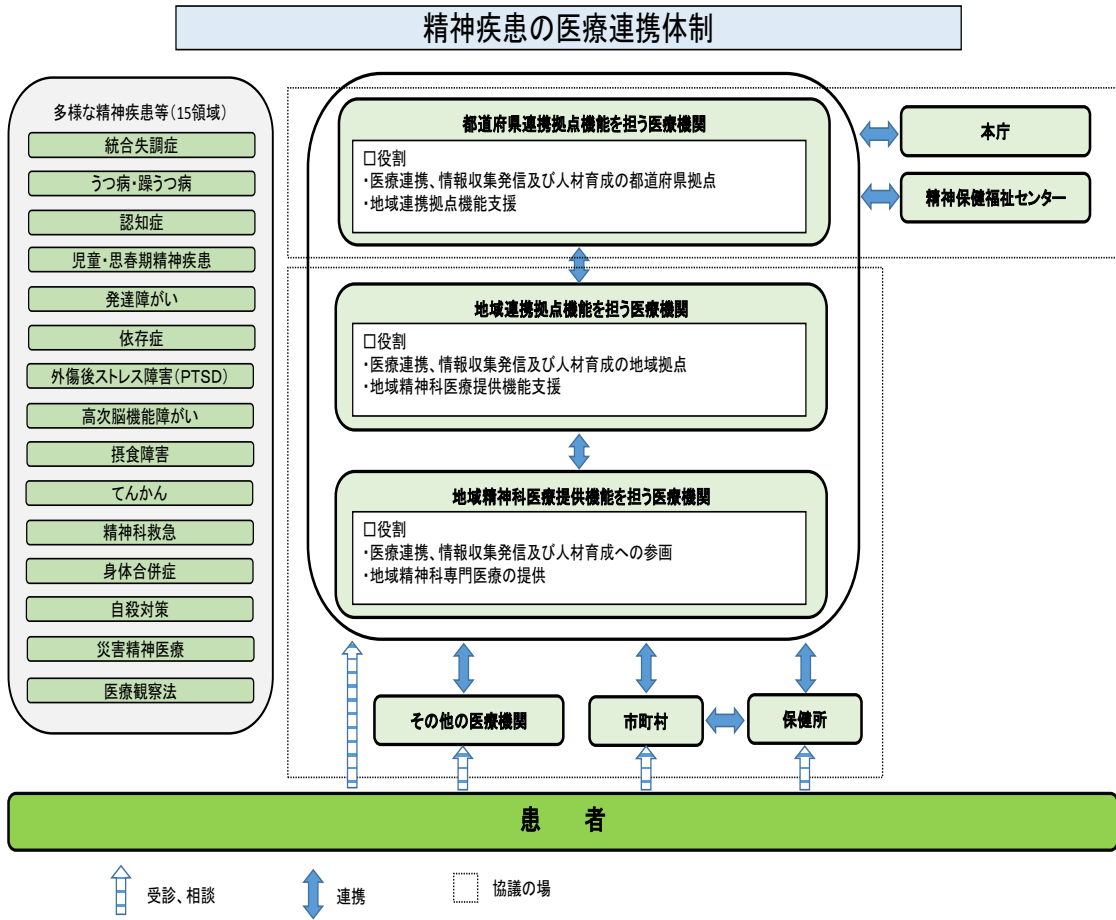 精神疾患の医療連携体制
多様な精神疾患等(15領域)
統合失調症
うつ病・躁うつ病
認知症
児童・思春期精神疾患
発達障がい
依存症
外傷後ストレス障害(PTSD)
高次脳機能障がい
摂食障害
てんかん
精神科救急
身体合併症
自殺対策
災害精神医療
医療観察法
都道府県連携拠点機能を担う医療機関
□役割
・医療連携、情報収集発信及び人材育成の都道府県拠点
・地域連携拠点機能支援
本庁
精神保健福祉センター
地域連携拠点機能を担う医療機関
□役割
・医療連携、情報収集発信及び人材育成の地域拠点
・地域精神科医療提供機能支援
地域精神科医療提供機能を担う医療機関
□役割
・医療連携、情報収集発信及び人材育成への参画
・地域精神科専門医療の提供
その他の医療機関
市町村
保健所
患 者
受診、相談
連携
協議の場